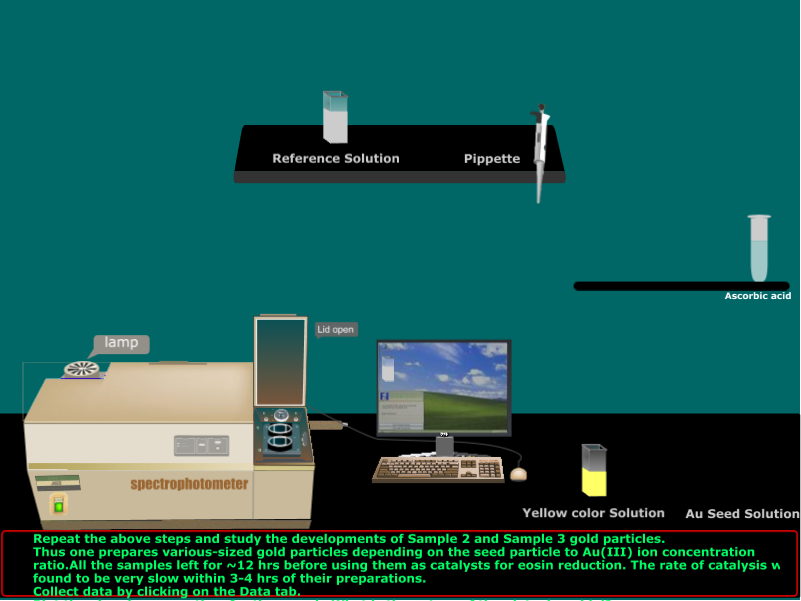 Reference Solution
Pippette
Ascorbic acid
Lid open
lamp
spectrophotometer
Yellow color Solution
Au Seed Solution
Repeat the above steps and study the developments of Sample 2 and Sample 3 gold particles.
Thus one prepares various-sized gold particles depending on the seed particle to Au(III) ion concentration
ratio.All the samples left for ~12 hrs before using them as catalysts for eosin reduction. The rate of catalysis
found to be very slow within 3-4 hrs of their preparations.
Collect data by clicking on the Data tab.